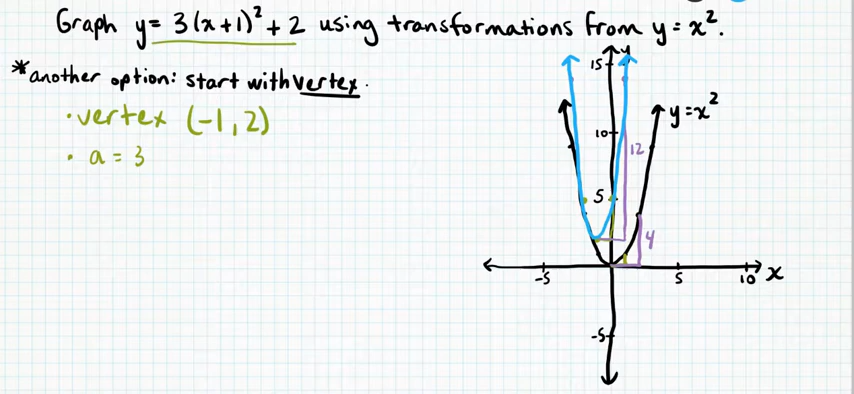 Graph y = 3(x+1)² + 2 using transformations from y = x².
*another option: start with vertex.
• vertex (-1, 2)
• a = 3
y
15
10
5
-5
-5
5
10
x
y = x²
12
4